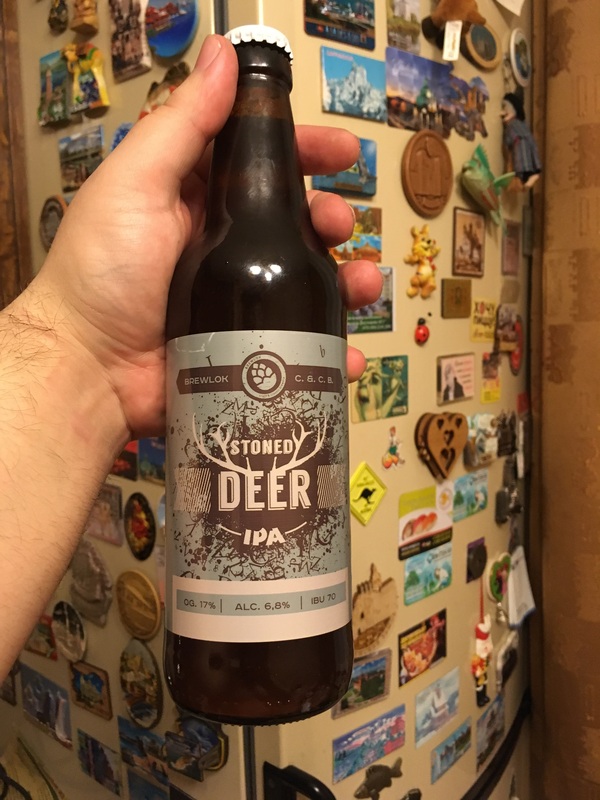 BREWLOK
C. & C. B.
STONED
DEER
IPA
OG. 17% | ALC. 6,8% | IBU 70